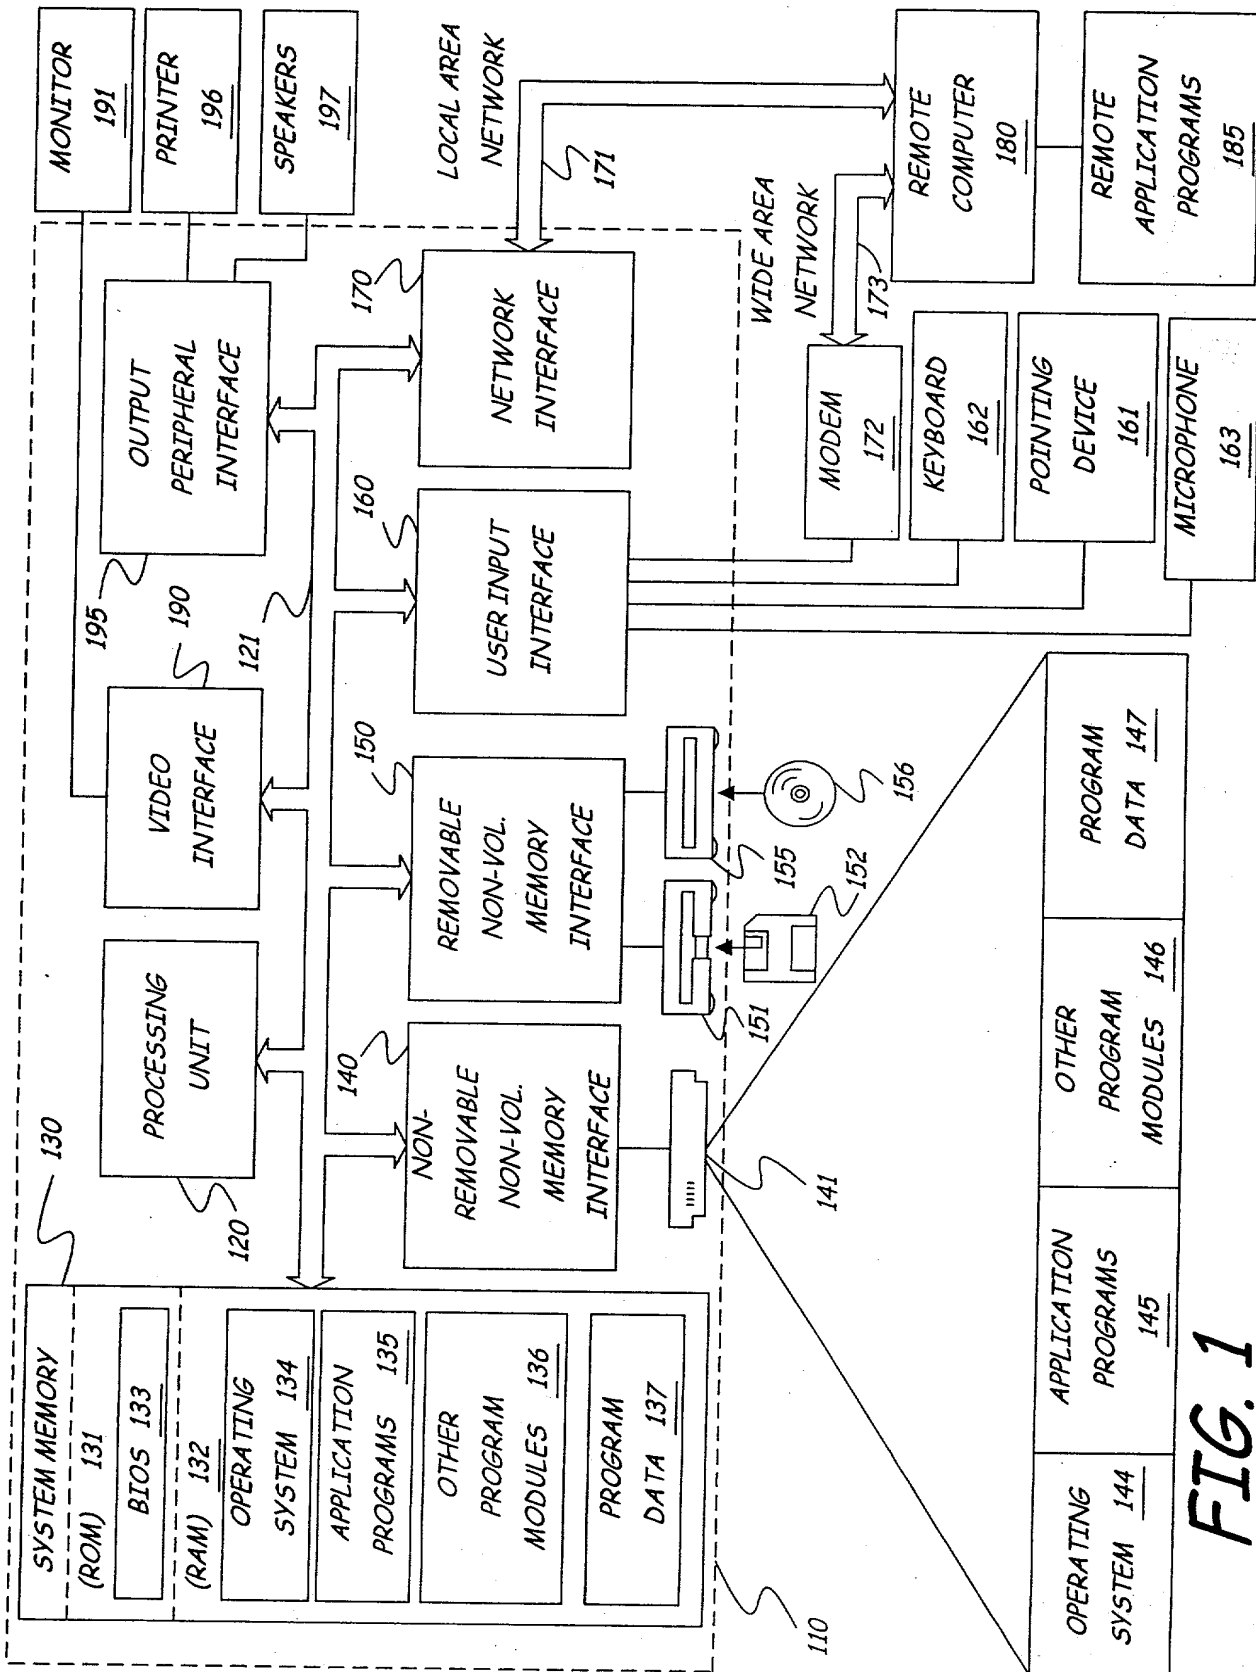 SYSTEM MEMORY
(ROM) 131
BIOS 133
(RAM) 132
OPERATING
SYSTEM 134
APPLICATION
PROGRAMS 135
OTHER
PROGRAM
MODULES 136
PROGRAM
DATA 137
130
120
PROCESSING
UNIT
VIDEO
INTERFACE
190
121
195
OUTPUT
PERIPHERAL
INTERFACE
MONITOR
191
PRINTER
196
SPEAKERS
197
140
NON-
REMOVABLE
NON-VOL.
MEMORY
INTERFACE
150
REMOVABLE
NON-VOL.
MEMORY
INTERFACE
160
USER INPUT
INTERFACE
170
NETWORK
INTERFACE
LOCAL AREA
NETWORK
171
110
141
151
152
155
156
WIDE AREA
NETWORK
173
MODEM
172
KEYBOARD
162
POINTING
DEVICE
161
MICROPHONE
163
REMOTE
COMPUTER
180
REMOTE
APPLICATION
PROGRAMS
185
OPERATING
SYSTEM 144
APPLICATION
PROGRAMS
145
OTHER
PROGRAM
MODULES 146
PROGRAM
DATA 147
FIG. 1